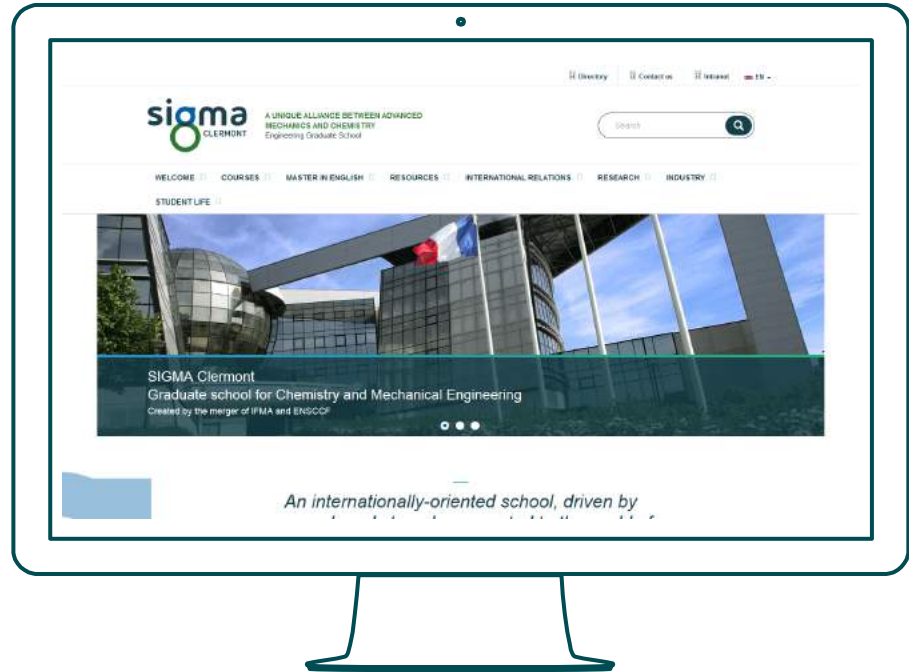 Directory Contact us Intranet EN
sigma
CLERMONT
A UNIQUE ALLIANCE BETWEEN ADVANCED
MECHANICS AND CHEMISTRY
Engineering Graduate School
Search
WELCOME COURSES MASTER IN ENGLISH RESOURCES INTERNATIONAL RELATIONS RESEARCH INDUSTRY
STUDENT LIFE
SIGMA Clermont
Graduate school for Chemistry and Mechanical Engineering
Created by the merger of IFMA and ENSCCF
An internationally-oriented school, driven by